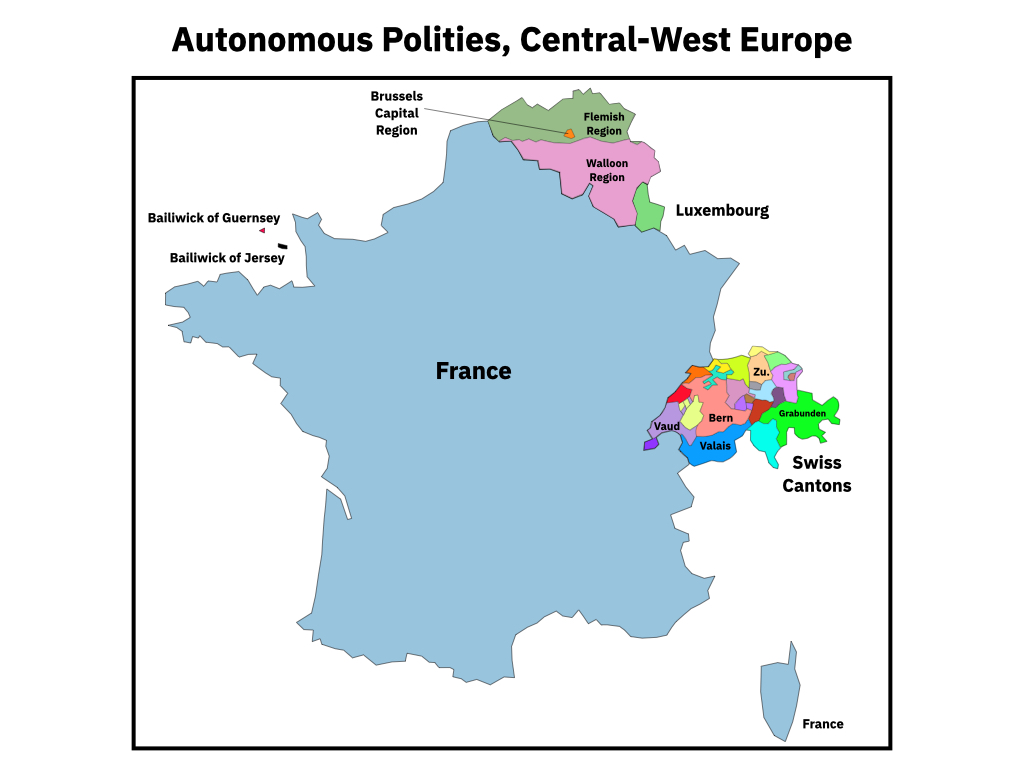 Autonomous Polities, Central-West Europe
Brussels
Capital
Region
Flemish
Region
Walloon
Region
Luxembourg
Bailiwick of Guernsey
Bailiwick of Jersey
France
Zu.
Grabunden
Bern
Vaud
Valais
Swiss
Cantons
France